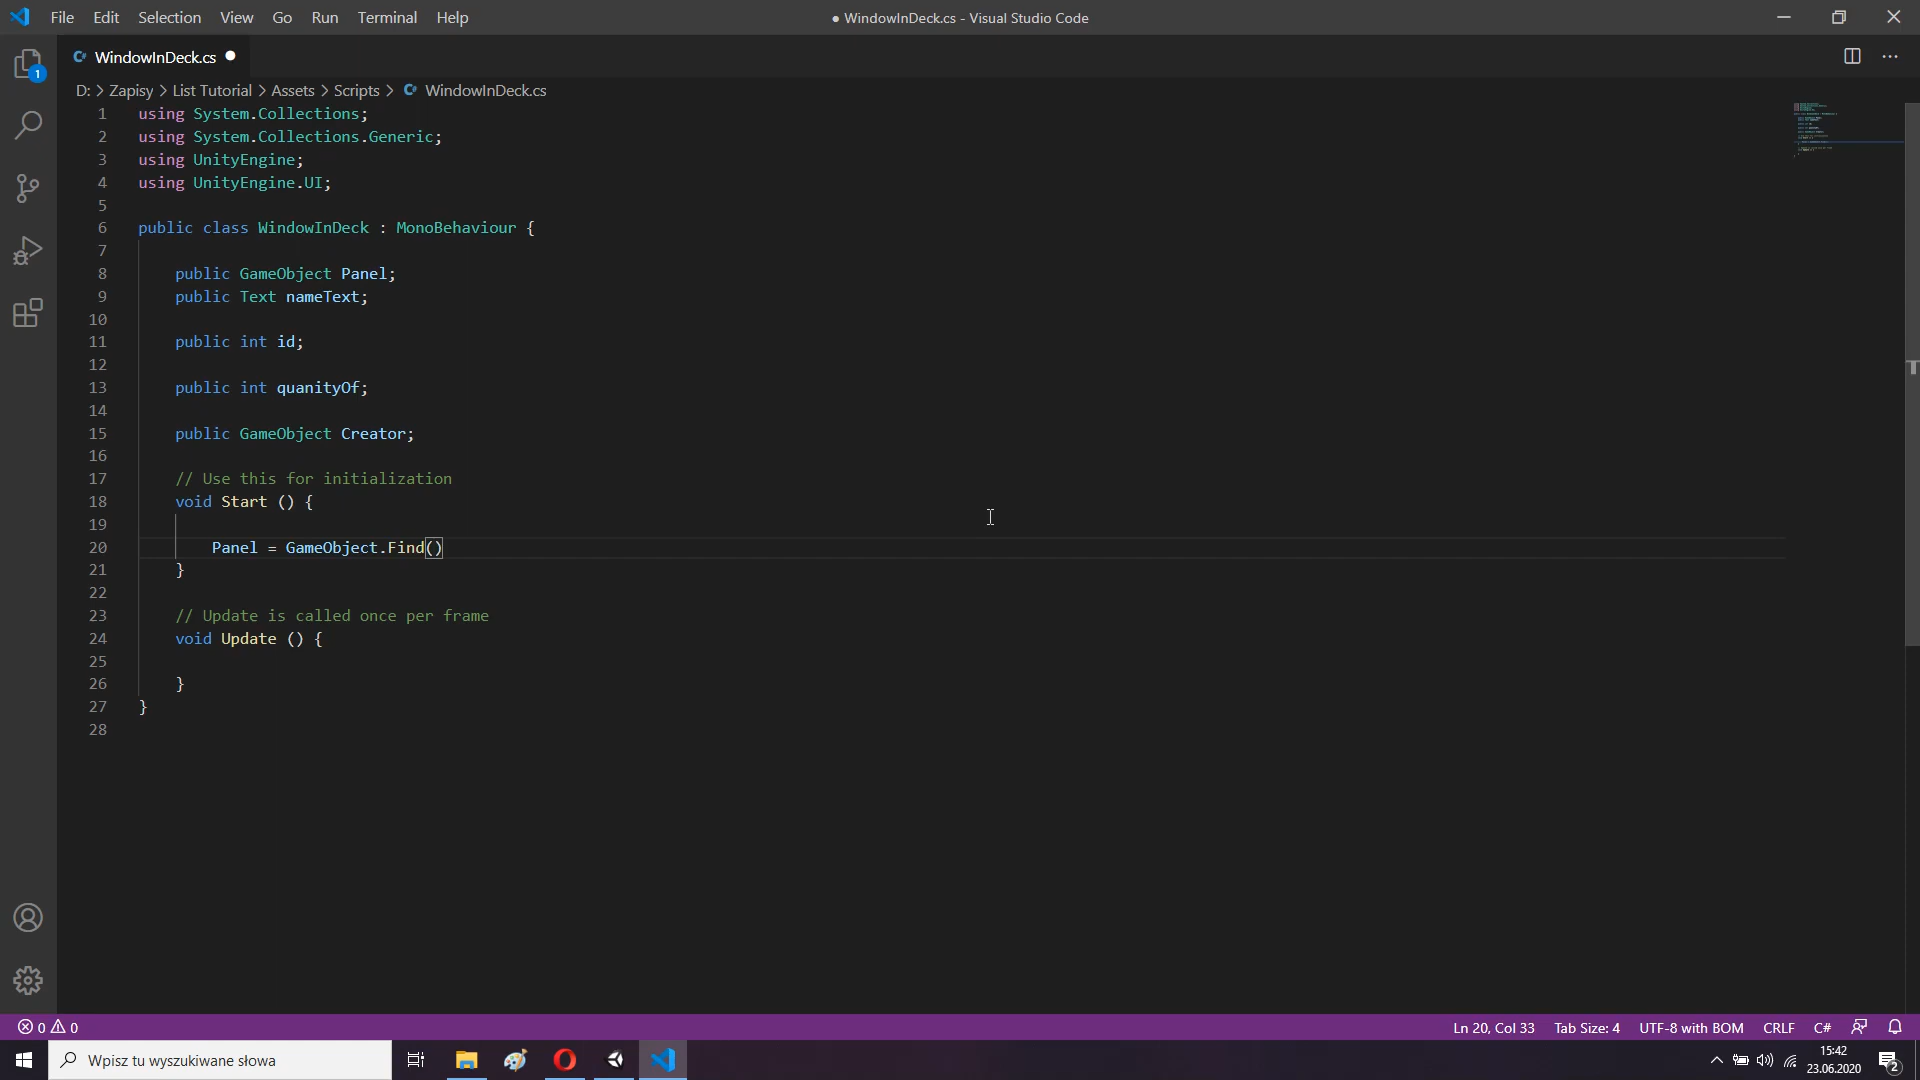 File Edit Selection View Go Run Terminal Help
● WindowInDeck.cs - Visual Studio Code
WindowInDeck.cs ●
1
D: > Zapisy > List Tutorial > Assets > Scripts > WindowInDeck.cs
1 using System.Collections;
2 using System.Collections.Generic;
3 using UnityEngine;
4 using UnityEngine.UI;
5
6 public class WindowInDeck : MonoBehaviour {
7
8 public GameObject Panel;
9 public Text nameText;
10
11 public int id;
12
13 public int quanityOf;
14
15 public GameObject Creator;
16
17 // Use this for initialization
18 void Start () {
19
20 Panel = GameObject.Find()
21 }
22
23 // Update is called once per frame
24 void Update () {
25
26 }
27 }
28
0 0 Ln 20, Col 33 Tab Size: 4 UTF-8 with BOM CRLF C#
Wpisz tu wyszukiwane słowa
15:42
23.06.2020
2